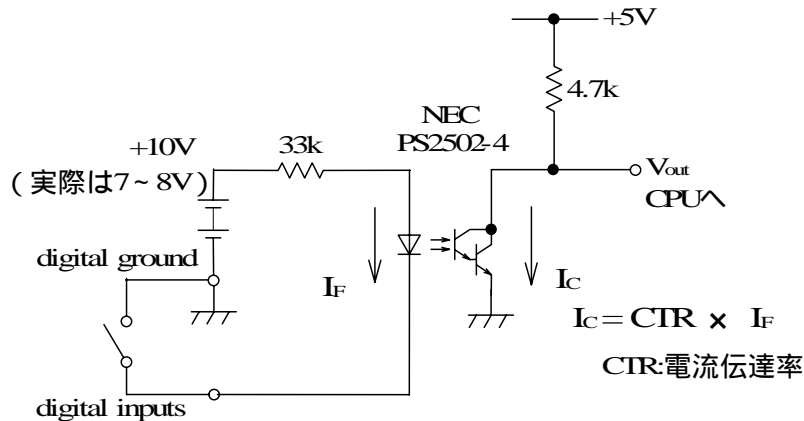 +5V
4.7k
NEC
PS2502-4
+10V
33k
(実際は7~8V)
Vout
CPUへ
digital ground
IF
IC
IC=CTR × IF
CTR:電流伝達率
digital inputs